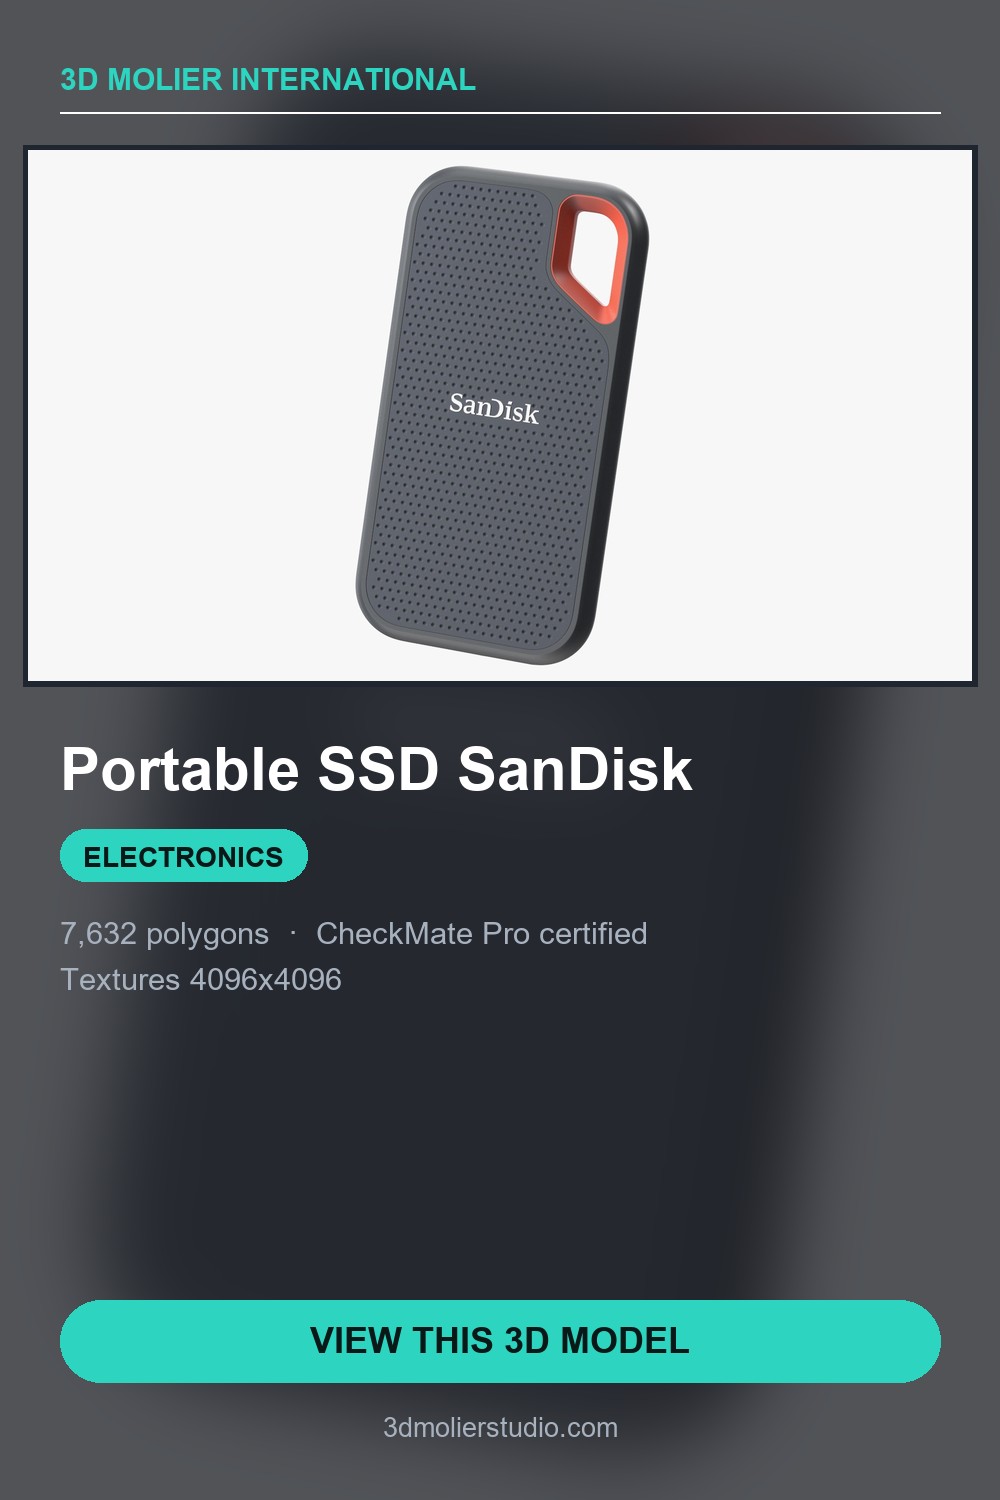 3D MOLIER INTERNATIONAL
SanDisk
Portable SSD SanDisk
ELECTRONICS
7,632 polygons · CheckMate Pro certified
Textures 4096x4096
VIEW THIS 3D MODEL
3dmolierstudio.com